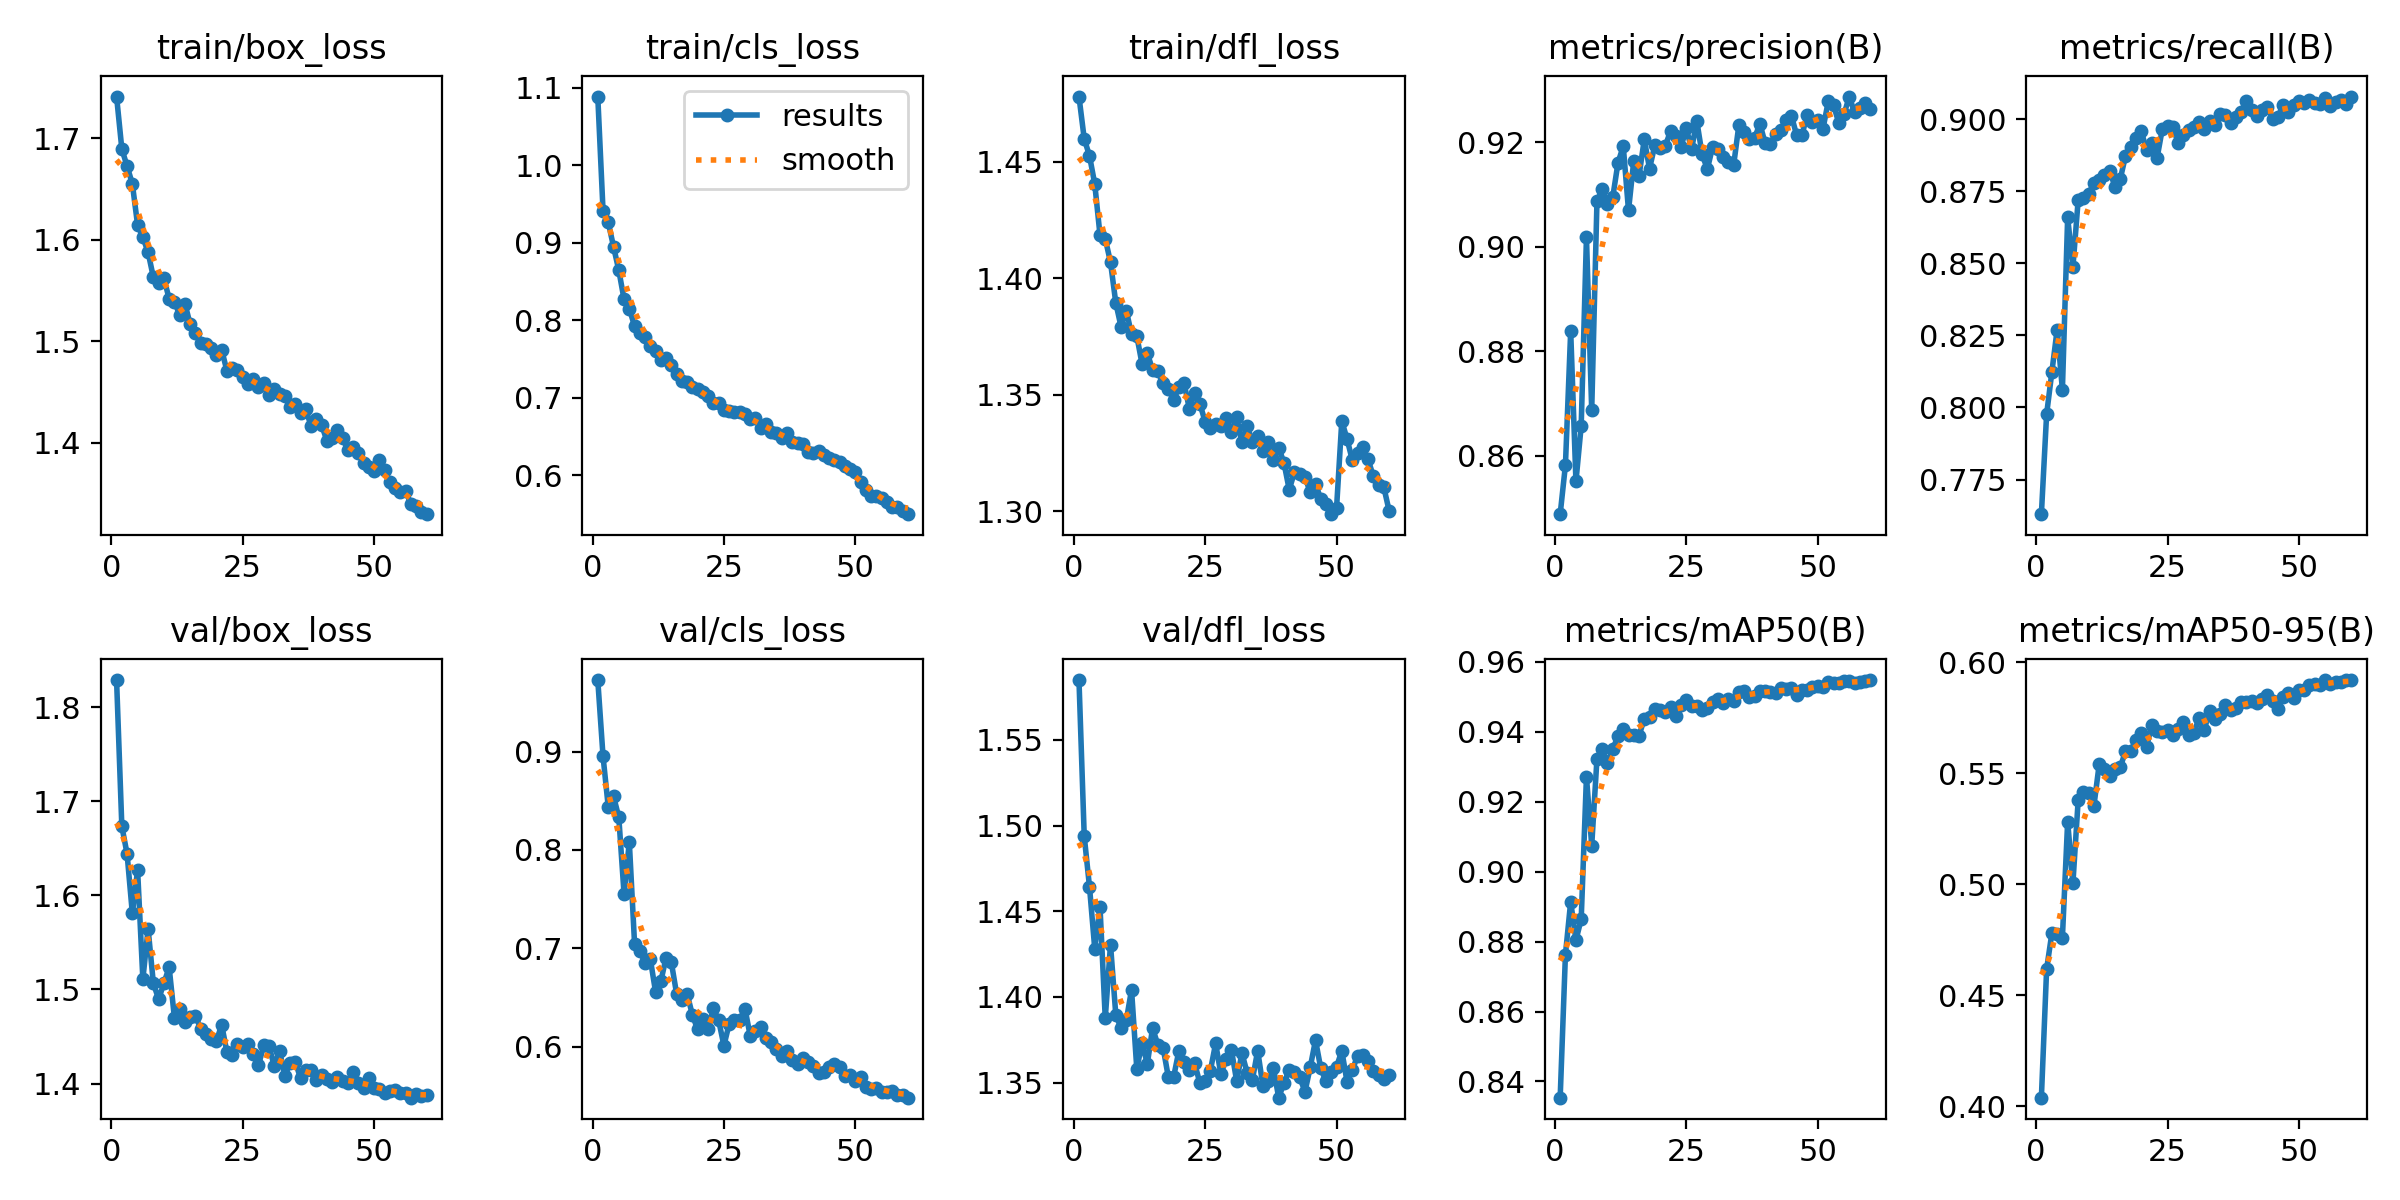 train/box_loss
1.7
1.6
1.5
1.4
0 25 50
train/cls_loss
results
smooth
1.1
1.0
0.9
0.8
0.7
0.6
0 25 50
train/dfl_loss
1.45
1.40
1.35
1.30
0 25 50
metrics/precision(B)
0.92
0.90
0.88
0.86
0 25 50
metrics/recall(B)
0.900
0.875
0.850
0.825
0.800
0.775
0 25 50
val/box_loss
1.8
1.7
1.6
1.5
1.4
0 25 50
val/cls_loss
0.9
0.8
0.7
0.6
0 25 50
val/dfl_loss
1.55
1.50
1.45
1.40
1.35
0 25 50
metrics/mAP50(B)
0.96
0.94
0.92
0.90
0.88
0.86
0.84
0 25 50
metrics/mAP50-95(B)
0.60
0.55
0.50
0.45
0.40
0 25 50